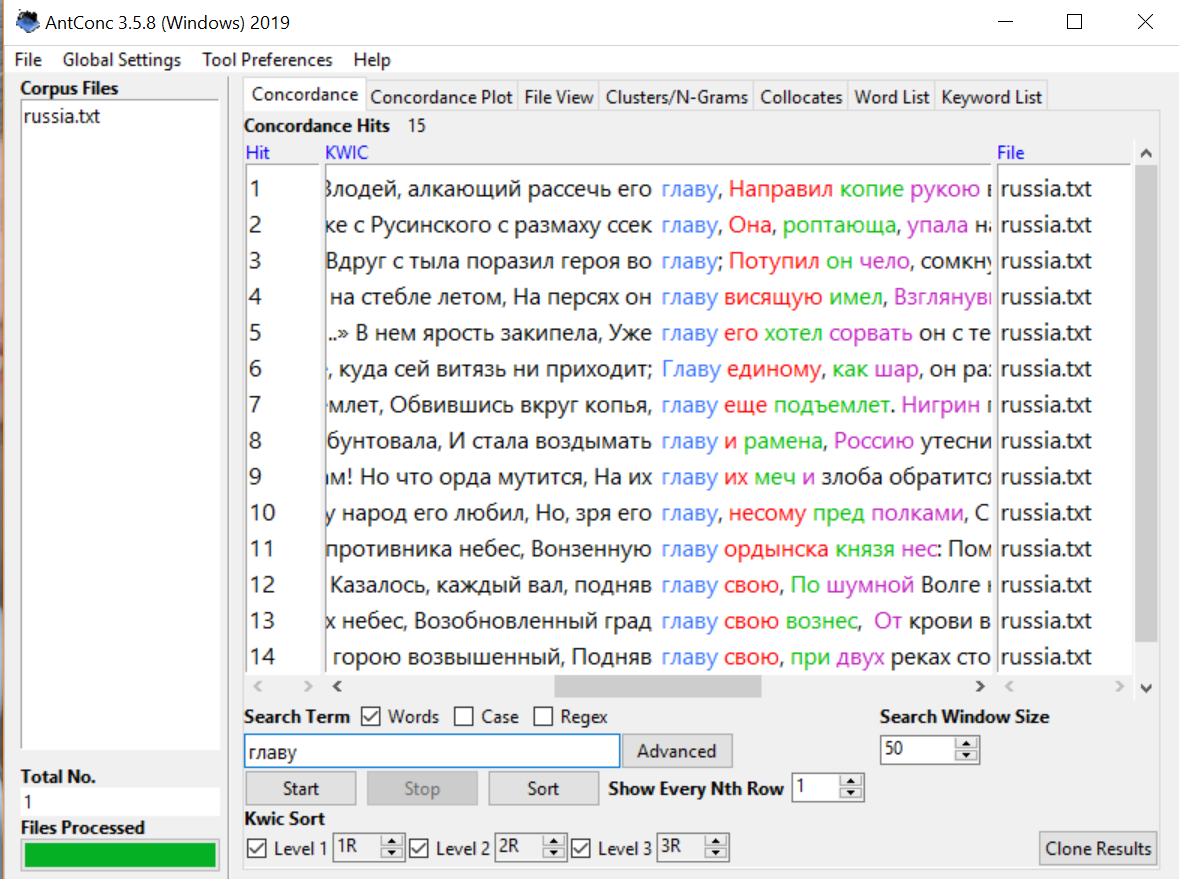 AntConc 3.5.8 (Windows) 2019
File Global Settings Tool Preferences Help
Corpus Files
russia.txt
Total No.
1
Files Processed
Concordance Concordance Plot File View Clusters/N-Grams Collocates Word List Keyword List
Concordance Hits 15
Hit KWIC File
1 Злодей, алкающий рассечь его главу, Направил копие рукою russia.txt
2 с Русинского с размаху ссек главу, Она, роптающа, упала russia.txt
3 Вдруг с тыла поразил героя во главу; Потупил он чело, russia.txt
4 на стебле летом, На персях он главу висящую имел, russia.txt
5 ..» В нем ярость закипела, Уже главу его хотел сорвать он с russia.txt
6 , куда сей витязь ни приходит; Главу единому, как шар, он russia.txt
7 Обвившись вкруг копья, главу еще подъемлет. Нигрин russia.txt
8 И стала воздымать главу и рамена, Россию russia.txt
9 Но что орда мутится, На их главу их меч и злоба обратится russia.txt
10 народ его любил, Но, зря его главу, несому пред полками, russia.txt
11 противника небес, Вонзенную главу ордынска князя нес: russia.txt
12 Казалось, каждый вал, подняв главу свою, По шумной Волге russia.txt
13 небес, Возобновленный град главу свою вознес, От крови russia.txt
14 горою возвышенный, Подняв главу свою, при двух реках russia.txt
Search Term Words Case Regex Search Window Size
главу Advanced 50
Start Stop Sort Show Every Nth Row 1
Kwic Sort
Level 1 1R Level 2 2R Level 3 3R Clone Results